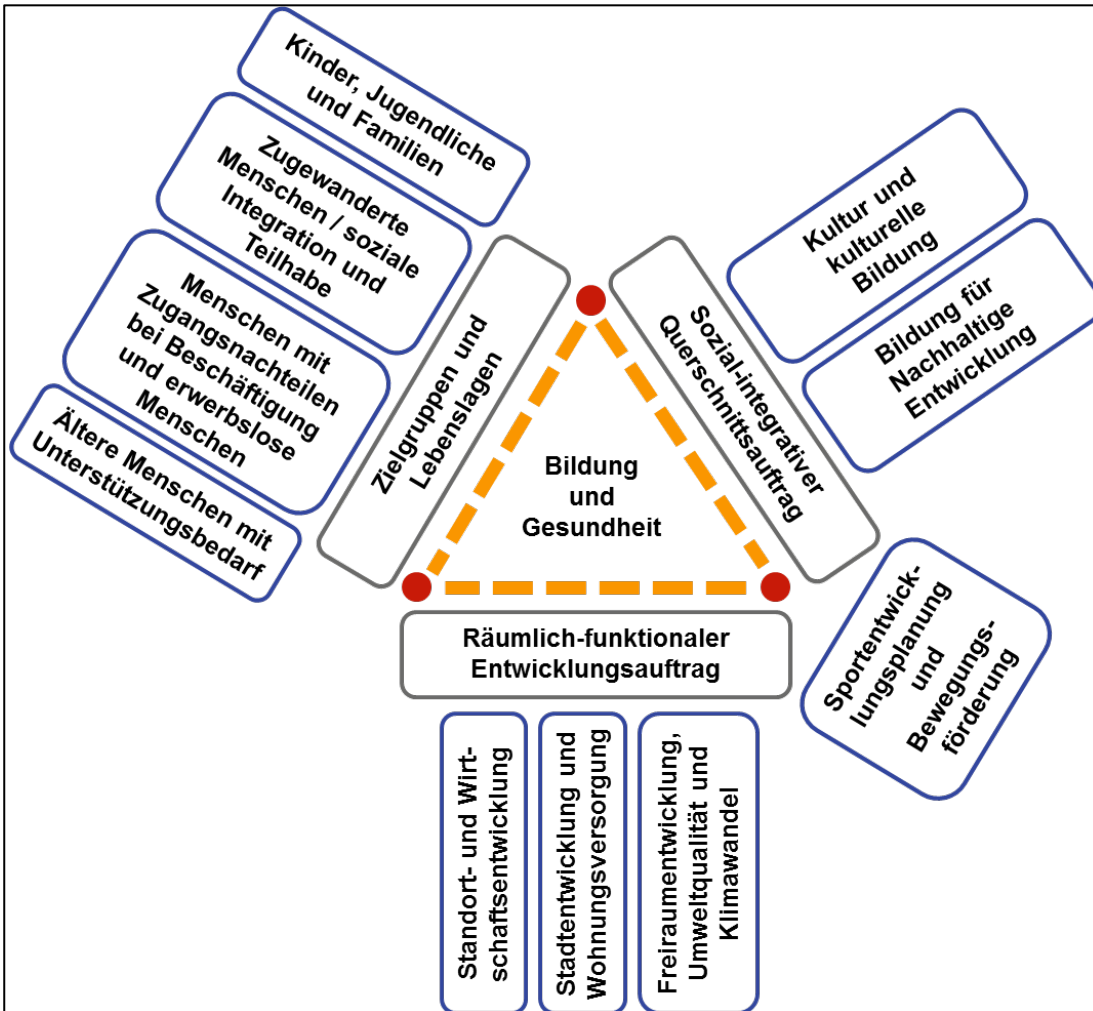 Kinder, Jugendliche
und Familien
Zugewanderte
Menschen / soziale
Integration und
Teilhabe
Menschen mit
Zugangsnachteilen
bei Beschäftigung
und erwerbslose
Menschen
Ältere Menschen mit
Unterstützungsbedarf
Zielgruppen und
Lebenslagen
Bildung
und
Gesundheit
Sozial-integrativer
Querschnittsauftrag
Kultur und
kulturelle
Bildung
Bildung für
Nachhaltige
Entwicklung
Sportentwick-
lungsplanung
und
Bewegungs-
förderung
Räumlich-funktionaler
Entwicklungsauftrag
Standort- und Wirt-
schaftsentwicklung
Stadtentwicklung und
Wohnungsversorgung
Freiraumentwicklung,
Umweltqualität und
Klimawandel